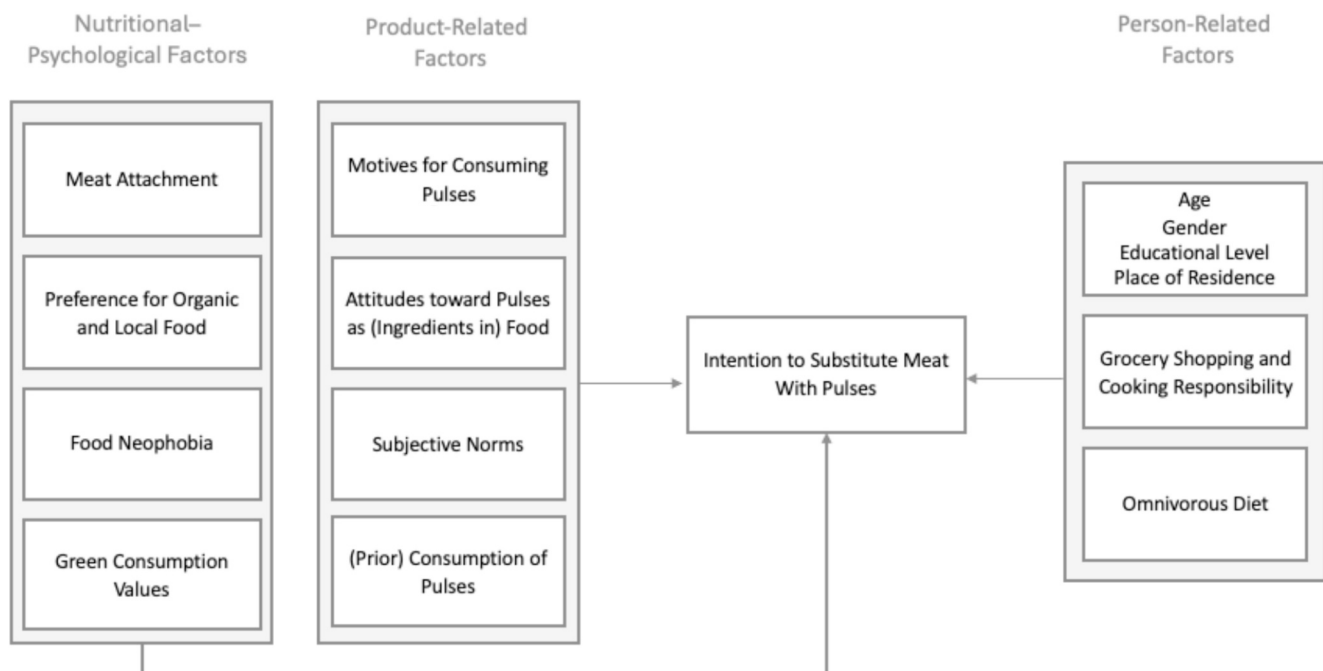 Nutritional–
Psychological Factors
Product-Related
Factors
Person-Related
Factors
Meat Attachment
Preference for Organic
and Local Food
Food Neophobia
Green Consumption
Values
Motives for Consuming
Pulses
Attitudes toward Pulses
as (Ingredients in) Food
Subjective Norms
(Prior) Consumption of
Pulses
Intention to Substitute Meat
With Pulses
Age
Gender
Educational Level
Place of Residence
Grocery Shopping and
Cooking Responsibility
Omnivorous Diet